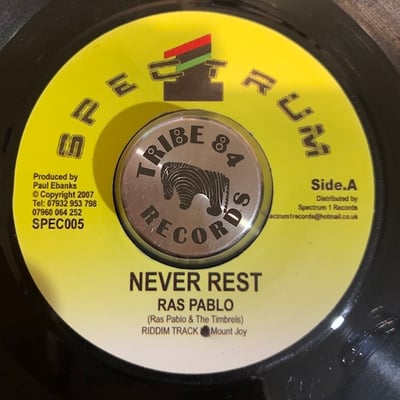 SPECTRUM
1
TRIBE 84
RECORDS
Produced by
Paul Ebanks
© Copyright 2007
Tel: 07932 953 798
07960 064 252
SPEC005
Side.A
Distributed by
Spectrum 1 Records
spectrum1records@hotmail.co.uk
NEVER REST
RAS PABLO
(Ras Pablo & The Timbrels)
RIDDIM TRACK Mount Joy